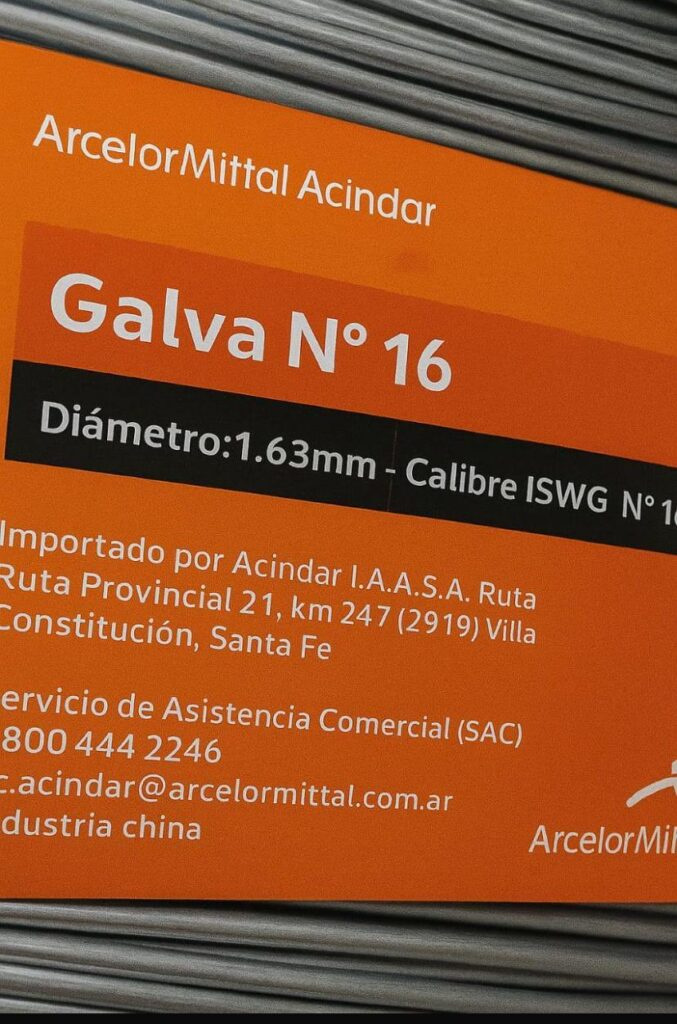 ArcelorMittal Acindar
Galva N° 16
Diámetro:1.63mm - Calibre ISWG N° 16
Importado por Acindar I.A.A.S.A. Ruta
Ruta Provincial 21, km 247 (2919) Villa
Constitución, Santa Fe
ervicio de Asistencia Comercial (SAC)
800 444 2246
c.acindar@arcelormittal.com.ar
dustria china
ArcelorMi